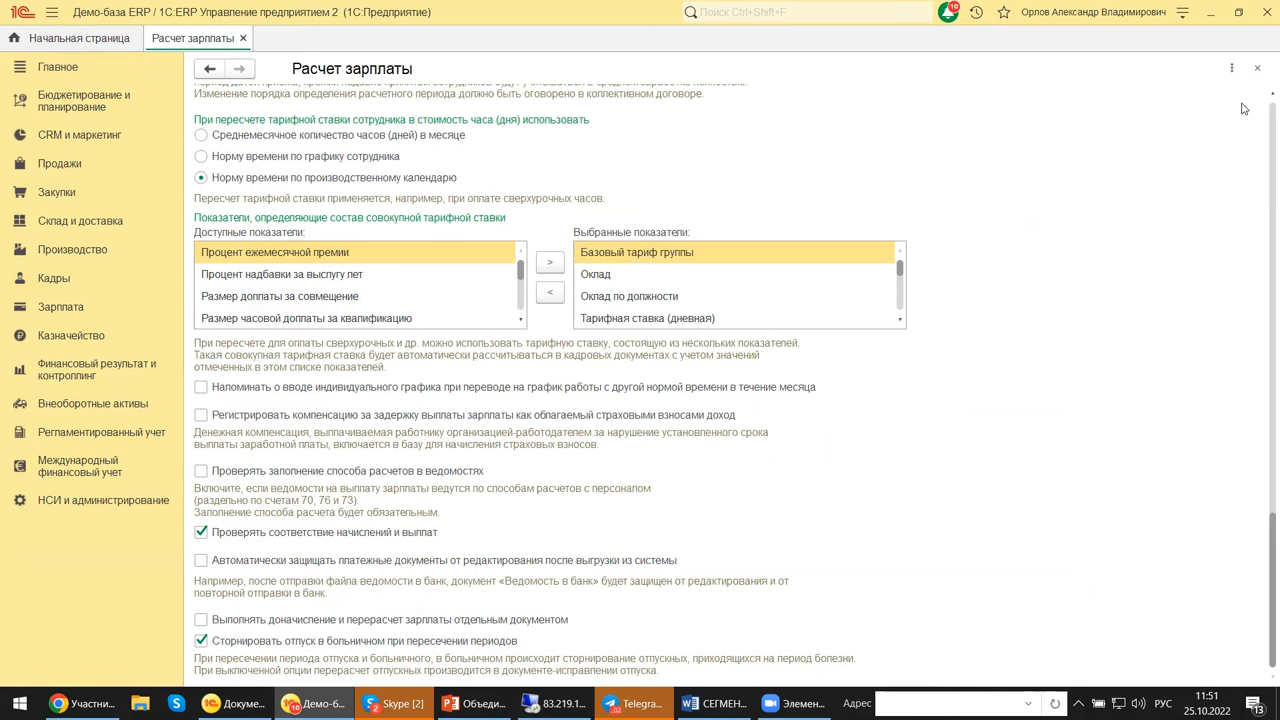 Демо-база ERP / 1С:ERP Управление предприятием 2 (1С:Предприятие)
Поиск Ctrl+Shift+F
10
Орлов Александр Владимирович
Начальная страница
Расчет зарплаты
Главное
Бюджетирование и
планирование
CRM и маркетинг
Продажи
Закупки
Склад и доставка
Производство
Кадры
Зарплата
Казначейство
Финансовый результат и
контроллинг
Внеоборотные активы
Регламентированный учет
Международный
финансовый учет
НСИ и администрирование
Расчет зарплаты
Изменение порядка определения расчетного периода должно быть оговорено в коллективном договоре.
При пересчете тарифной ставки сотрудника в стоимость часа (дня) использовать
Среднемесячное количество часов (дней) в месяце
Норму времени по графику сотрудника
Норму времени по производственному календарю
Пересчет тарифной ставки применяется, например, при оплате сверхурочных часов.
Показатели, определяющие состав совокупной тарифной ставки
Доступные показатели:
Процент ежемесячной премии
Процент надбавки за выслугу лет
Размер доплаты за совмещение
Размер часовой доплаты за квалификацию
>
<
Выбранные показатели:
Базовый тариф группы
Оклад
Оклад по должности
Тарифная ставка (дневная)
При пересчете для оплаты сверхурочных и др. можно использовать тарифную ставку, состоящую из нескольких показателей.
Такая совокупная тарифная ставка будет автоматически рассчитываться в кадровых документах с учетом значений
отмеченных в этом списке показателей.
Напоминать о вводе индивидуального графика при переводе на график работы с другой нормой времени в течение месяца
Регистрировать компенсацию за задержку выплаты зарплаты как облагаемый страховыми взносами доход
Денежная компенсация, выплачиваемая работнику организацией-работодателем за нарушение установленного срока
выплаты заработной платы, включается в базу для начисления страховых взносов.
Проверять заполнение способа расчетов в ведомостях
Включите, если ведомости на выплату зарплаты ведутся по способам расчетов с персоналом
(раздельно по счетам 70, 76 и 73).
Заполнение способа расчета будет обязательным.
Проверять соответствие начислений и выплат
Автоматически защищать платежные документы от редактирования после выгрузки из системы
Например, после отправки файла ведомости в банк, документ «Ведомость в банк» будет защищен от редактирования и от
повторной отправки в банк.
Выполнять доначисление и перерасчет зарплаты отдельным документом
Сторнировать отпуск в больничном при пересечении периодов
При пересечении периода отпуска и больничного, в больничном происходит сторнирование отпускных, приходящихся на период болезни.
При выключенной опции перерасчет отпускных производится в документе-исправлении отпуска.
Участни...
Докуме...
Демо-б...
Skype [2]
Объеди...
83.219.1...
Telegra...
СЕГМЕН...
Элемен...
Адрес
РУС
11:51
25.10.2022
13